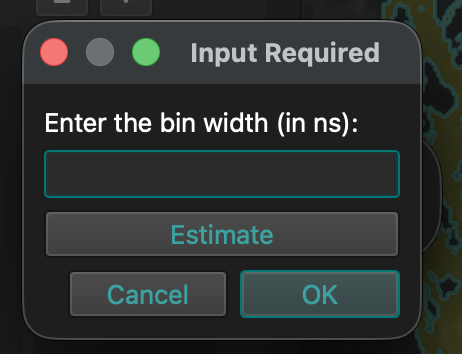 Input Required
Enter the bin width (in ns):
Estimate
Cancel
OK